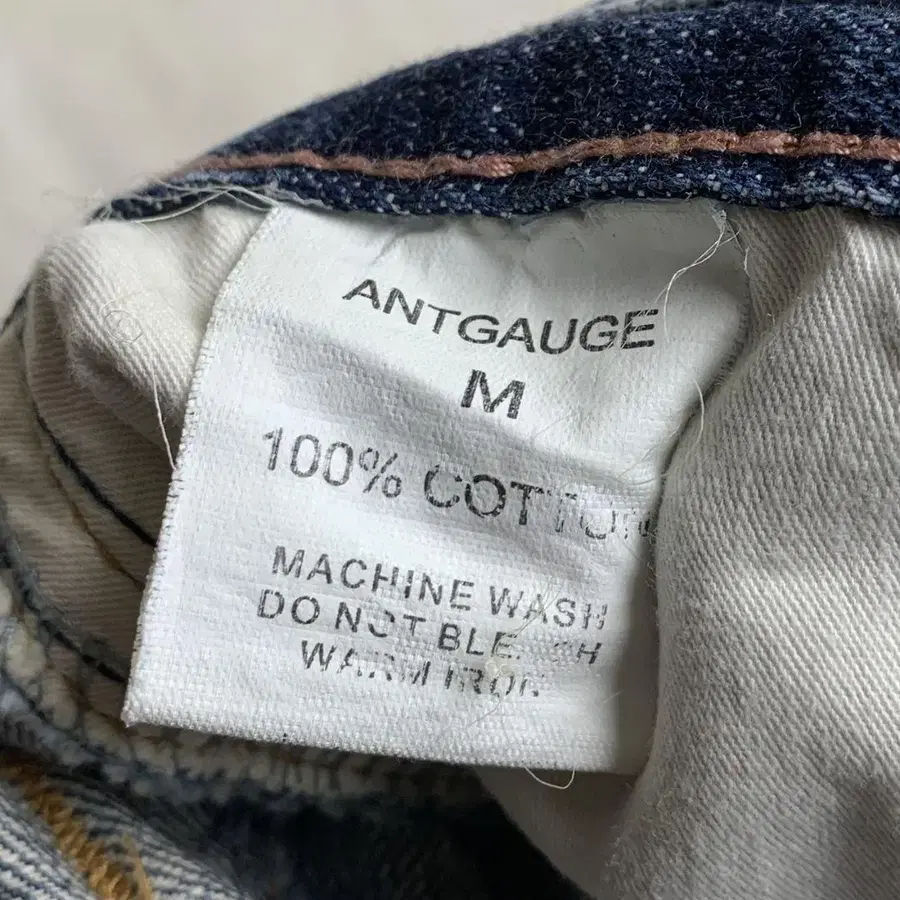 ANTGAUGE
M
100% COTTON
MACHINE WASH
DO NOT BLEACH
WARM IRON